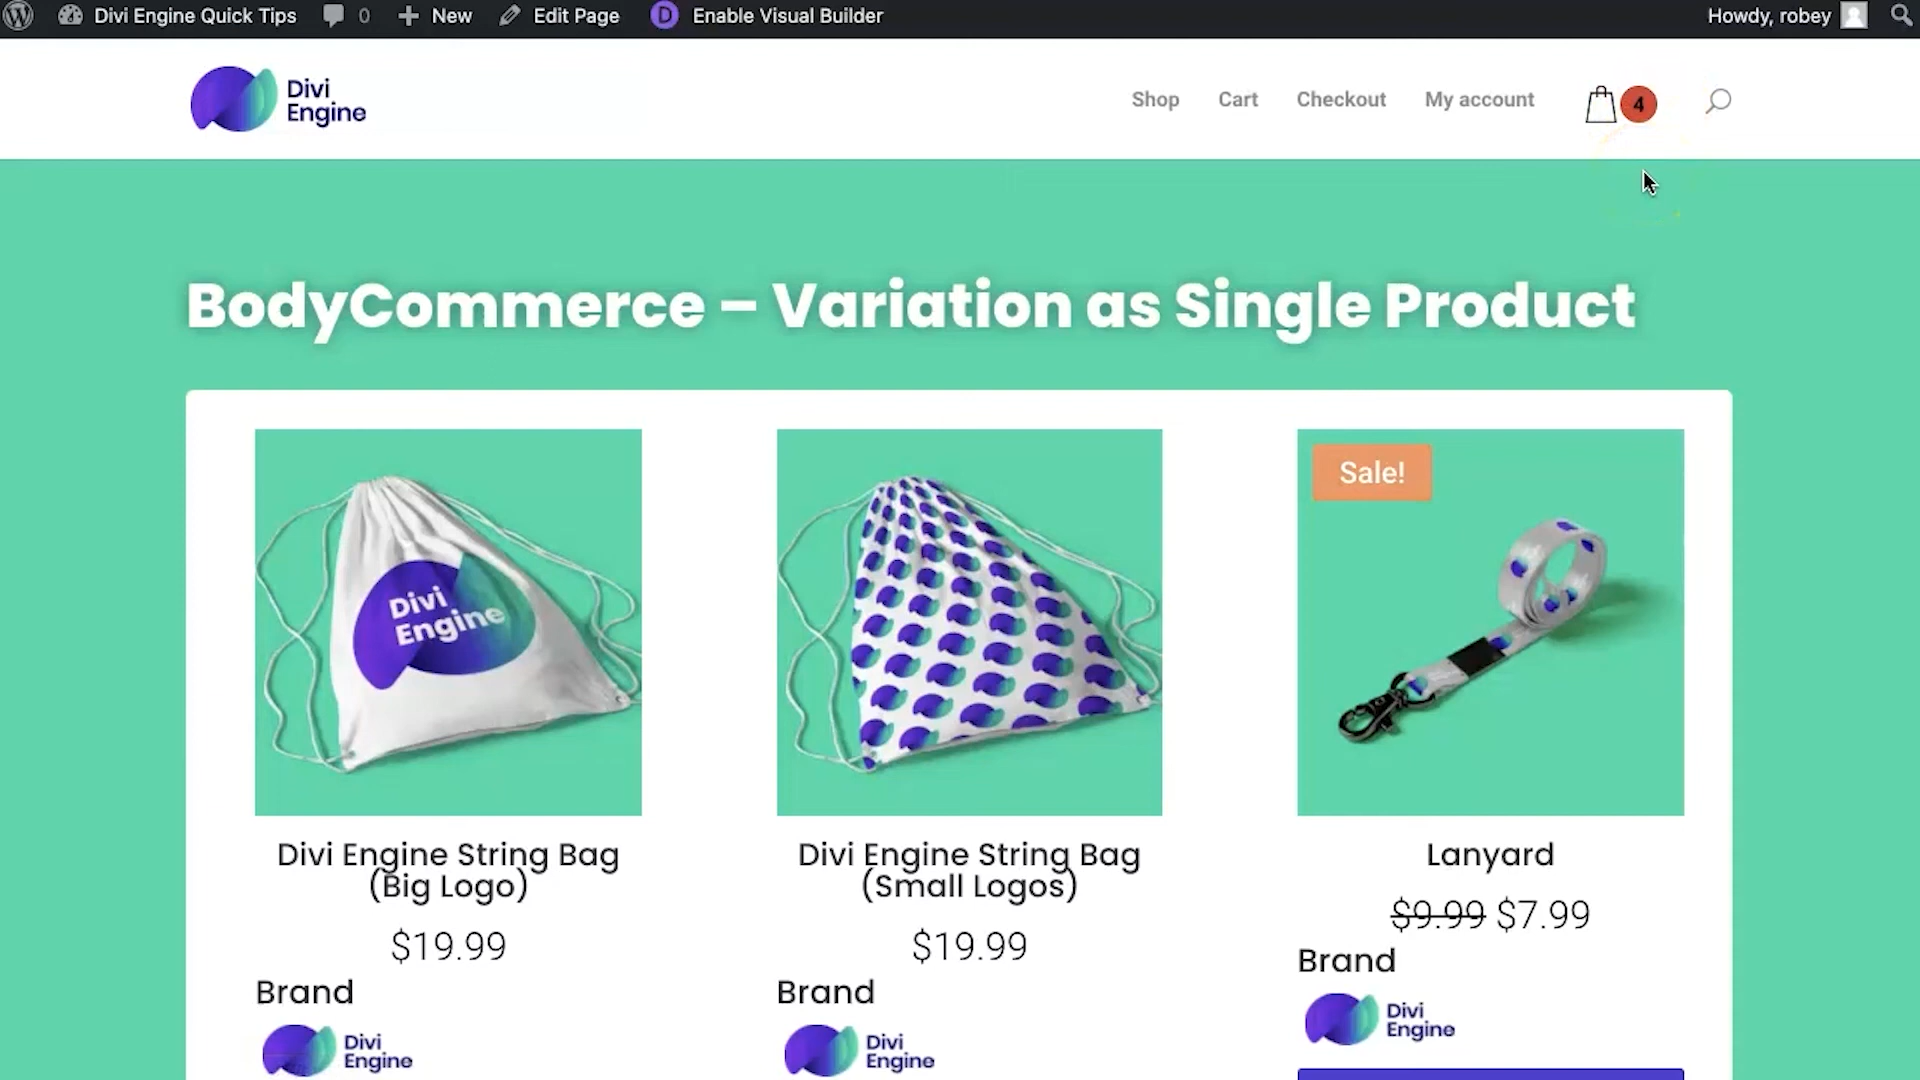 Divi Engine Quick Tips 0 New Edit Page D Enable Visual Builder Howdy, robey
Divi
Engine
Shop Cart Checkout My account 4
BodyCommerce – Variation as Single Product
Divi
Engine
Sale!
Divi Engine String Bag
(Big Logo)
$19.99
Brand
Divi
Engine
Divi Engine String Bag
(Small Logos)
$19.99
Brand
Divi
Engine
Lanyard
$9.99 $7.99
Brand
Divi
Engine